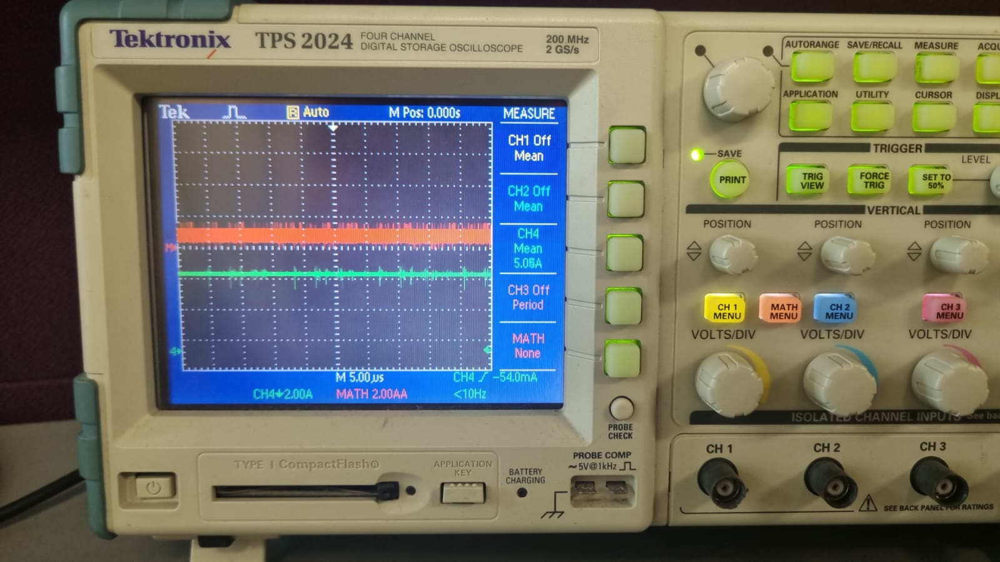 Tektronix TPS 2024 FOUR CHANNEL
DIGITAL STORAGE OSCILLOSCOPE
200 MHz
2 GS/s
Tek
R Auto
M Pos: 0.000s
MEASURE
CH1 Off
Mean
CH2 Off
Mean
CH4
Mean
CH3 Off
Period
MATH
None
M
4
M 5.00µs
CH4 -54.0mA
CH4 2.00A
MATH 2.00AA
<10Hz
PROBE
CHECK
TYPE I CompactFlash®
APPLICATION
KEY
BATTERY
CHARGING
PROBE COMP
~5V@1kHz
AUTORANGE SAVE/RECALL MEASURE ACQU
APPLICATION UTILITY CURSOR DISPL
SAVE
PRINT
TRIGGER
LEVEL
TRIG
VIEW
FORCE
TRIG
SET TO
50%
VERTICAL
POSITION POSITION POSITION
CH 1
MENU
MATH
MENU
CH 2
MENU
CH 3
MENU
VOLTS/DIV VOLTS/DIV VOLTS/DIV
ISOLATED CHANNEL INPUTS See
CH 1 CH 2 CH 3
SEE BACK PANEL FOR RATINGS